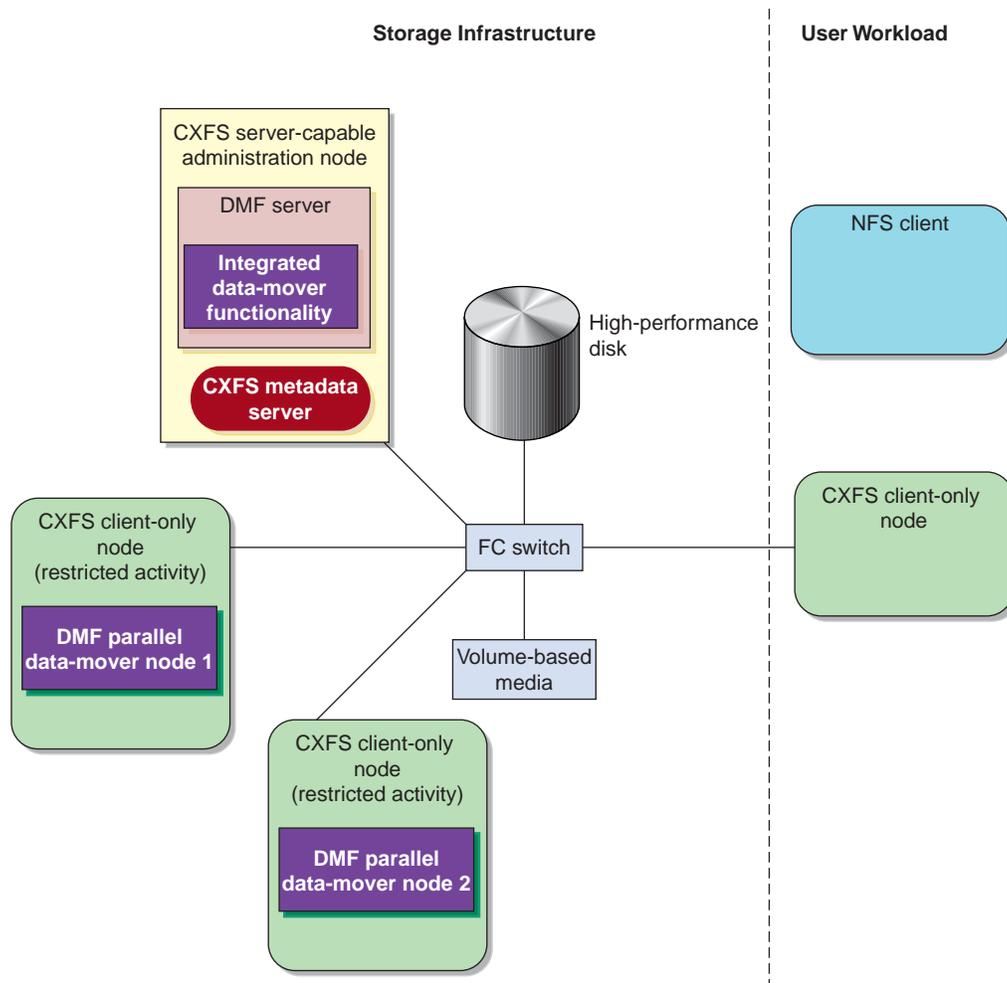 Storage Infrastructure
User Workload
CXFS server-capable
administration node
DMF server
Integrated
data-mover
functionality
CXFS metadata
server
High-performance
disk
NFS client
CXFS client-only
node
(restricted activity)
DMF parallel
data-mover node 1
FC switch
CXFS client-only
node
Volume-based
media
CXFS client-only
node
(restricted activity)
DMF parallel
data-mover node 2